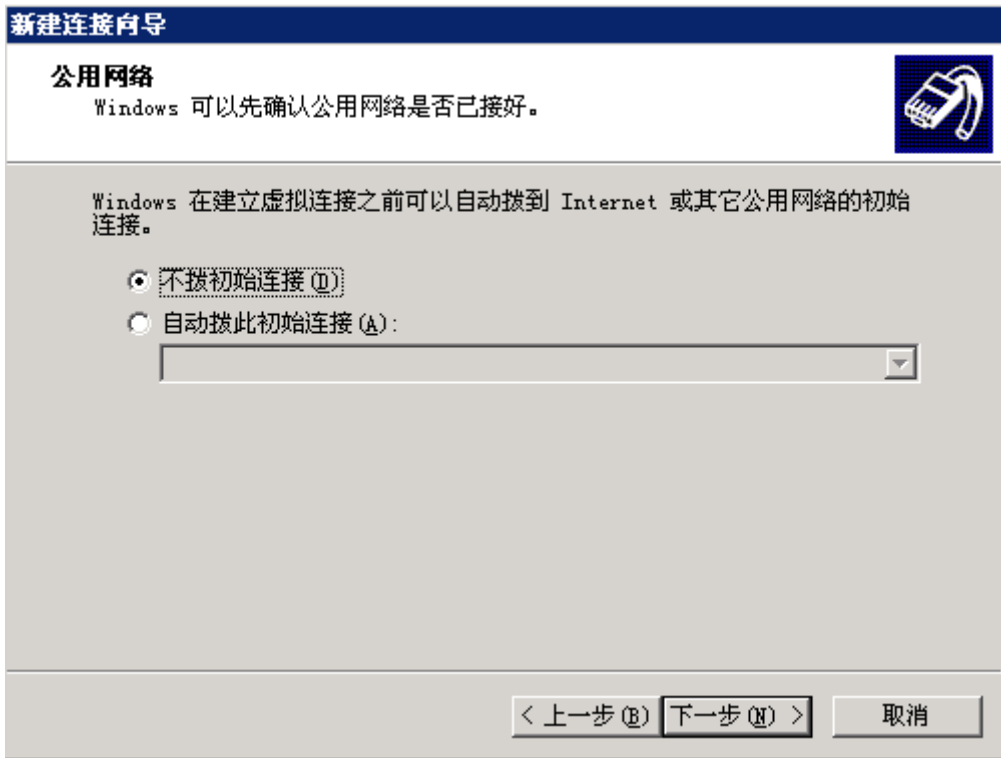 新建连接向导
公用网络
Windows 可以先确认公用网络是否已接好。
Windows 在建立虚拟连接之前可以自动拨到 Internet 或其它公用网络的初始
连接。
不拨初始连接(D)
自动拨此初始连接(A):
< 上一步(B) 下一步(N) > 取消